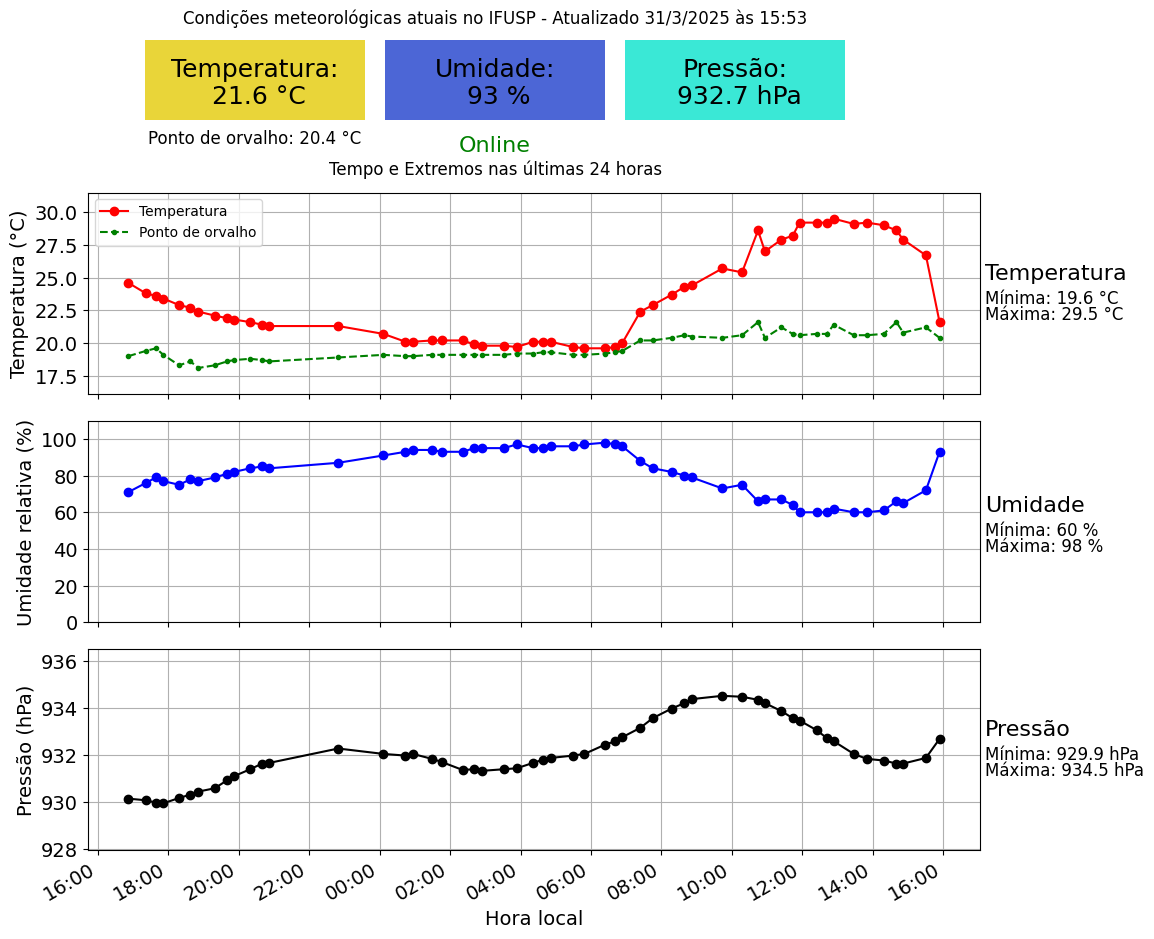 Condições meteorológicas atuais no IFUSP - Atualizado 31/3/2025 às 15:53
Temperatura:
21.6 °C
Umidade:
93 %
Pressão:
932.7 hPa
Ponto de orvalho: 20.4 °C
Online
Tempo e Extremos nas últimas 24 horas
Temperatura (°C)
30.0
27.5
25.0
22.5
20.0
17.5
Temperatura
Ponto de orvalho
Temperatura
Mínima: 19.6 °C
Máxima: 29.5 °C
Umidade relativa (%)
100
80
60
40
20
0
Umidade
Mínima: 60 %
Máxima: 98 %
Pressão (hPa)
936
934
932
930
928
Pressão
Mínima: 929.9 hPa
Máxima: 934.5 hPa
16:00
18:00
20:00
22:00
00:00
02:00
04:00
06:00
08:00
10:00
12:00
14:00
16:00
Hora local